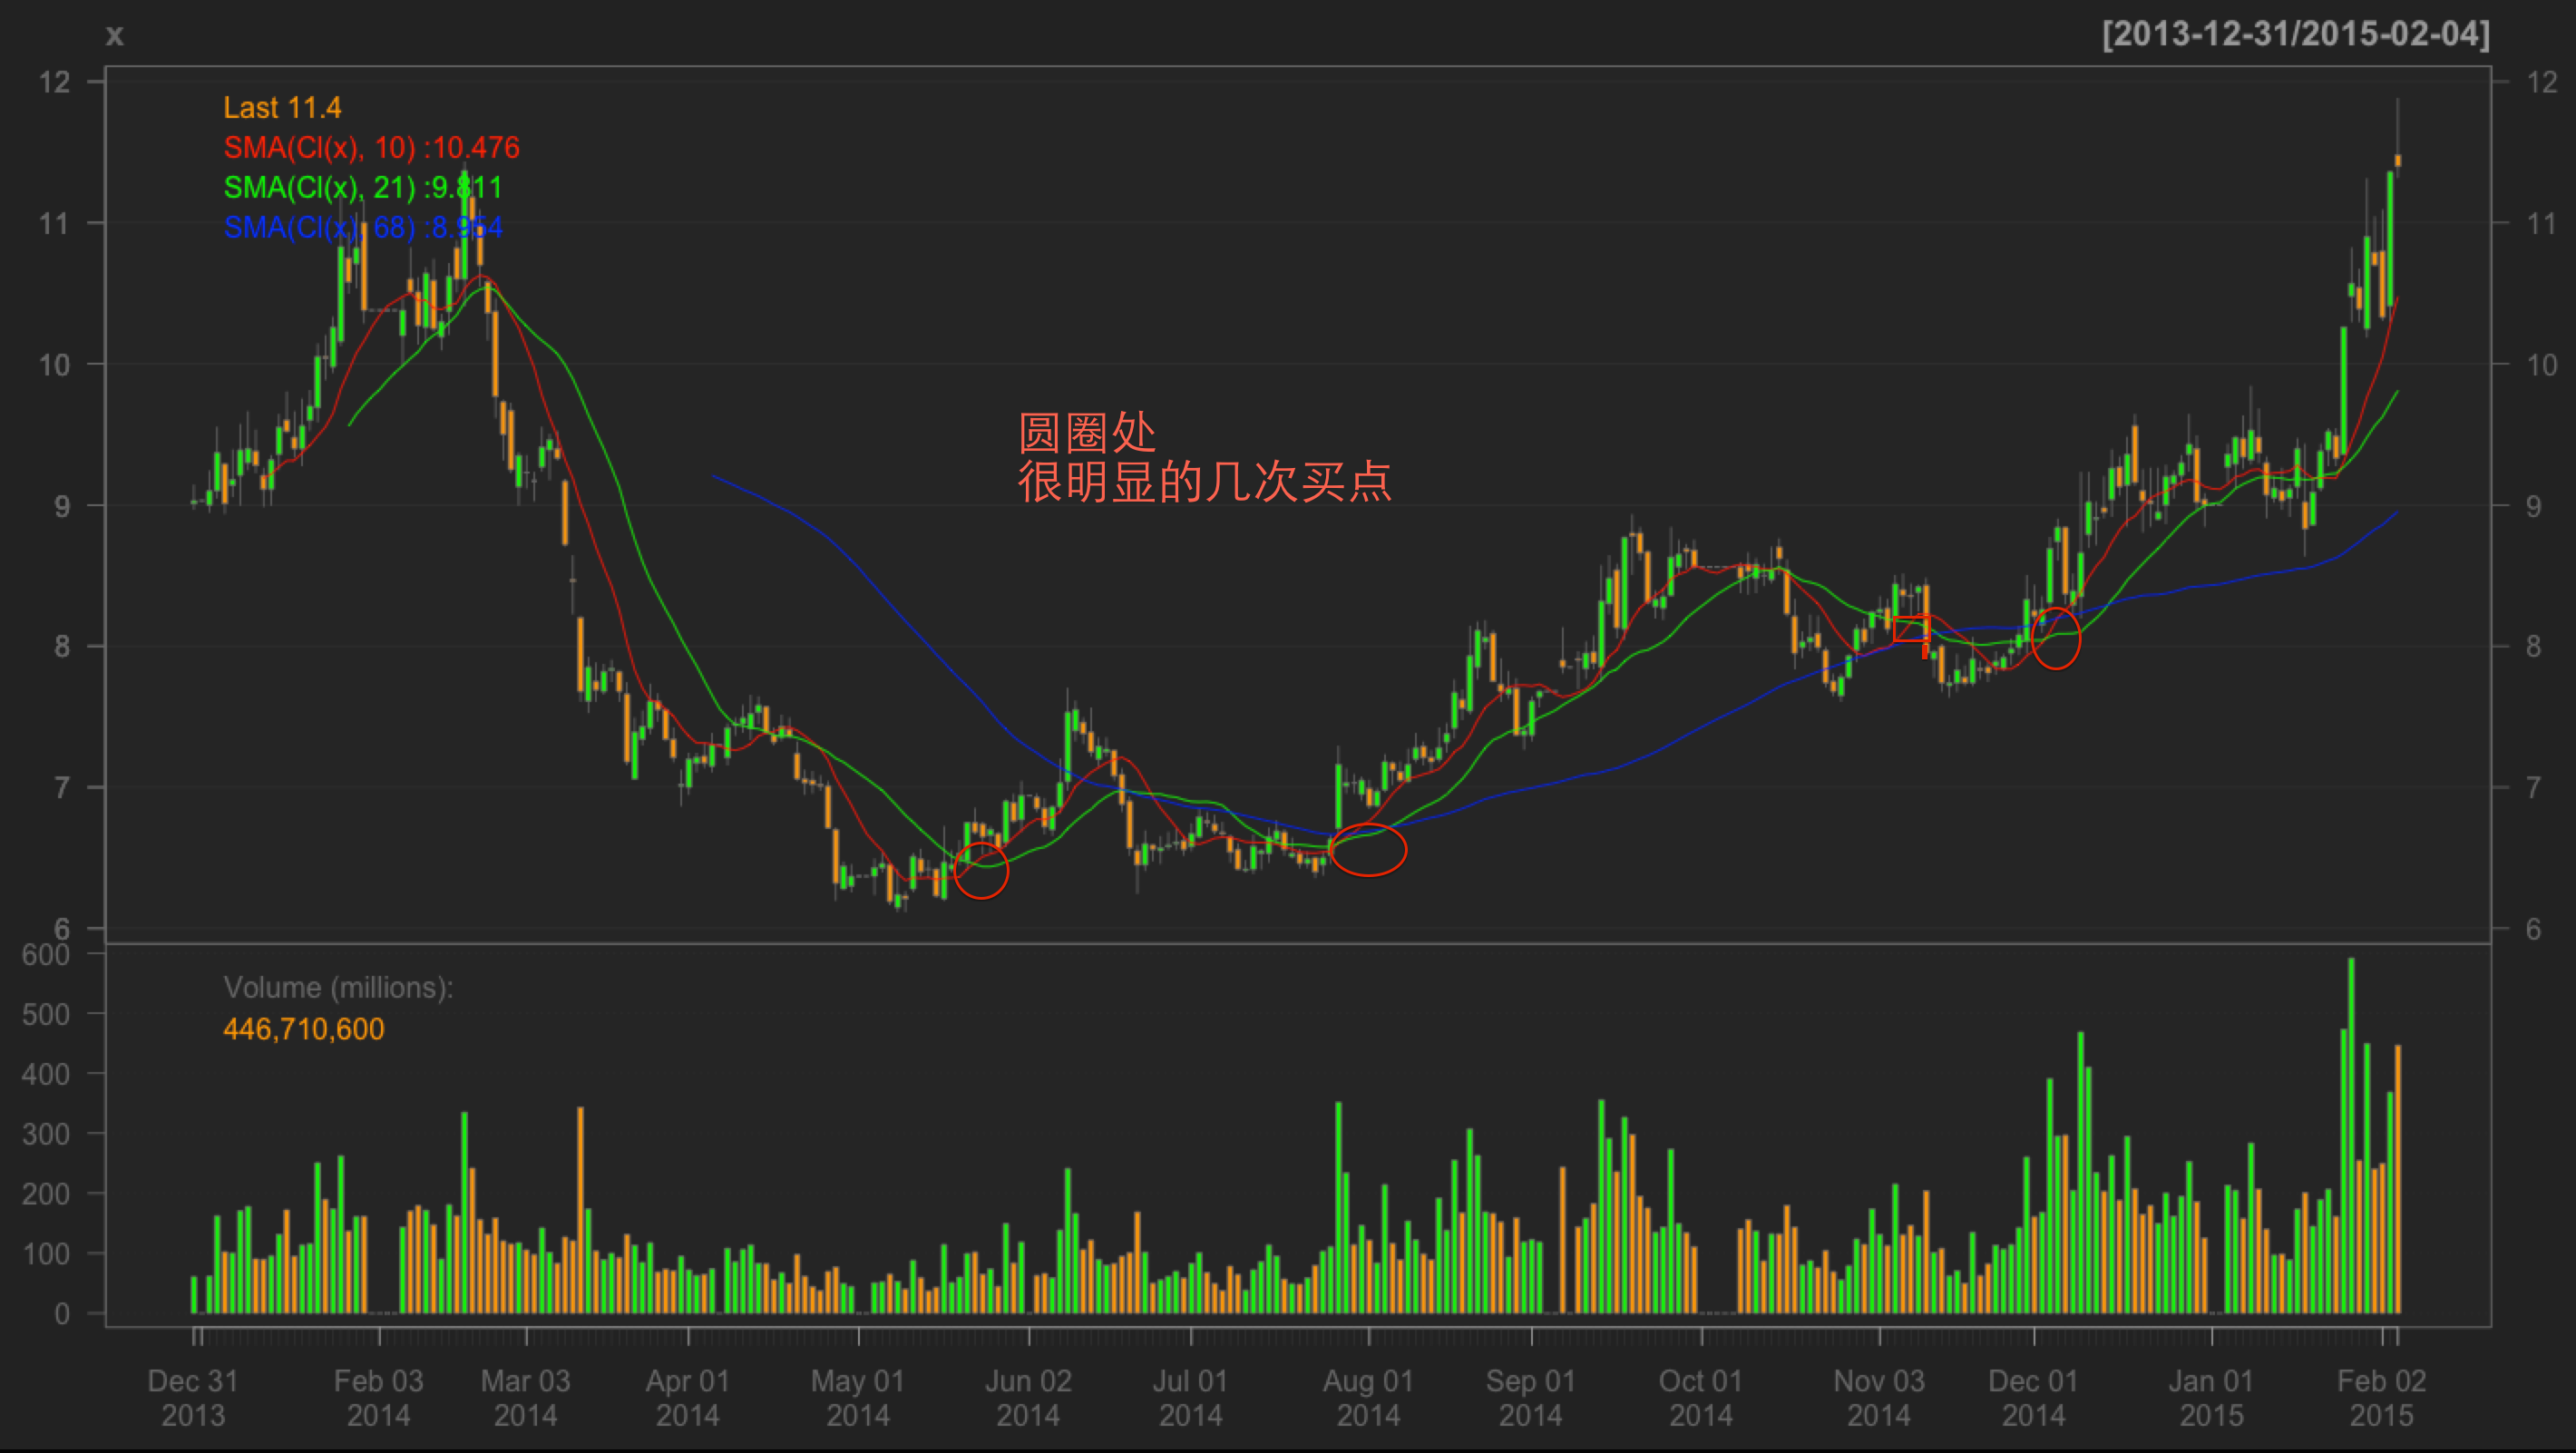 x
[2013-12-31/2015-02-04]
12
11
10
9
8
7
6
12
11
10
9
8
7
6
Last 11.4
SMA(Cl(x), 10) :10.476
SMA(Cl(x), 21) :9.811
SMA(Cl(x), 68) :8.954
圆圈处
很明显的几次买点
600
500
400
300
200
100
0
Volume (millions):
446,710,600
Dec 31 Feb 03 Mar 03 Apr 01 May 01 Jun 02 Jul 01 Aug 01 Sep 01 Oct 01 Nov 03 Dec 01 Jan 01 Feb 02
2013 2014 2014 2014 2014 2014 2014 2014 2014 2014 2014 2014 2015 2015